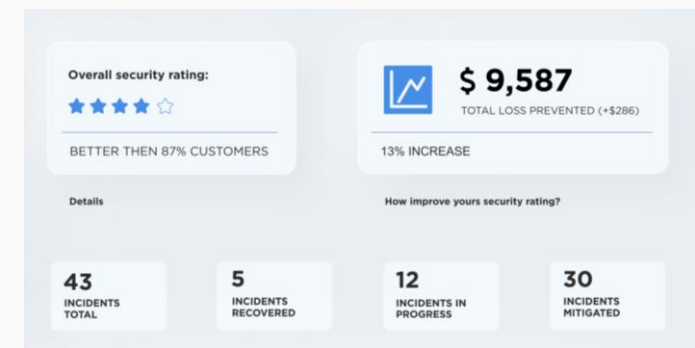 Overall security rating:
BETTER THEN 87% CUSTOMERS
$ 9,587
TOTAL LOSS PREVENTED (+$286)
13% INCREASE
Details
How improve yours security rating?
43
INCIDENTS
TOTAL
5
INCIDENTS
RECOVERED
12
INCIDENTS IN
PROGRESS
30
INCIDENTS
MITIGATED